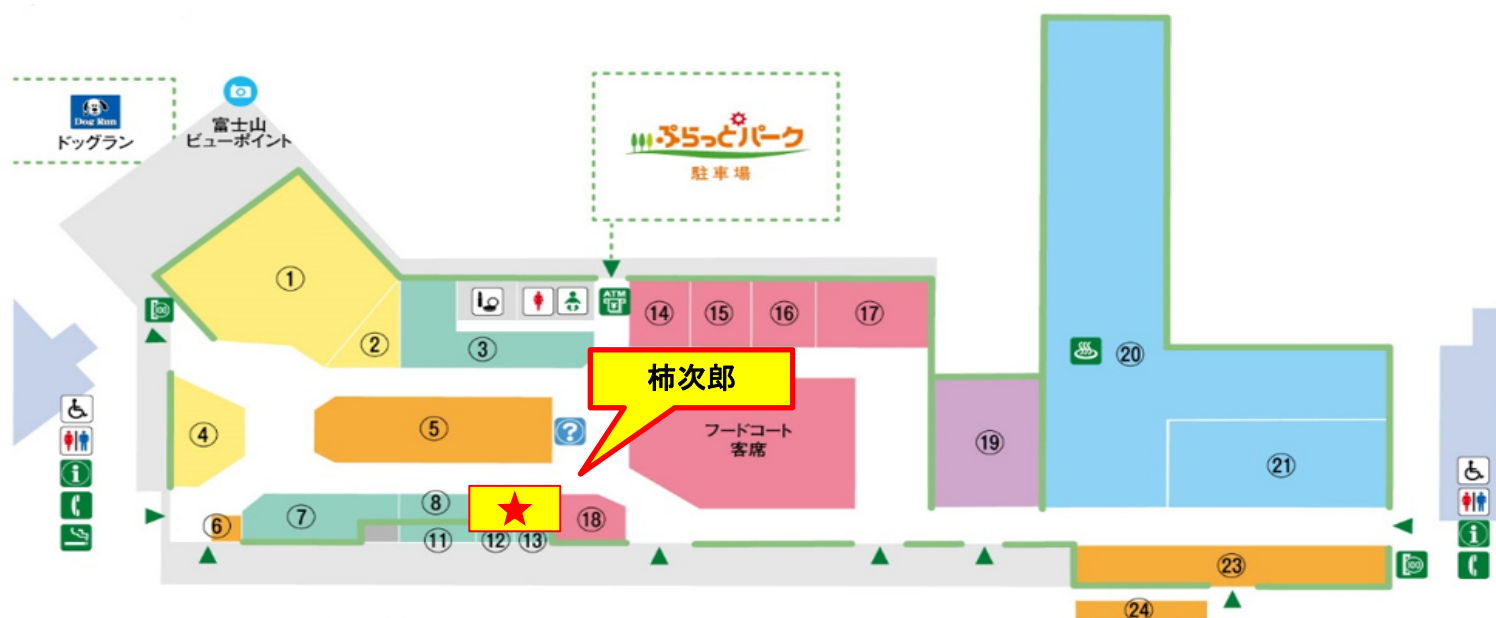 Dog Run
ドッグラン
富士山
ビューポイント
ぷらっとパーク
駐車場
①
②
③
ATM
⑭
⑮
⑯
⑰
⑳
柿次郎
④
⑤
?
フードコート
客席
⑲
㉑
⑥
⑦
⑧
⑱
⑪
⑫
⑬
㉓
㉔